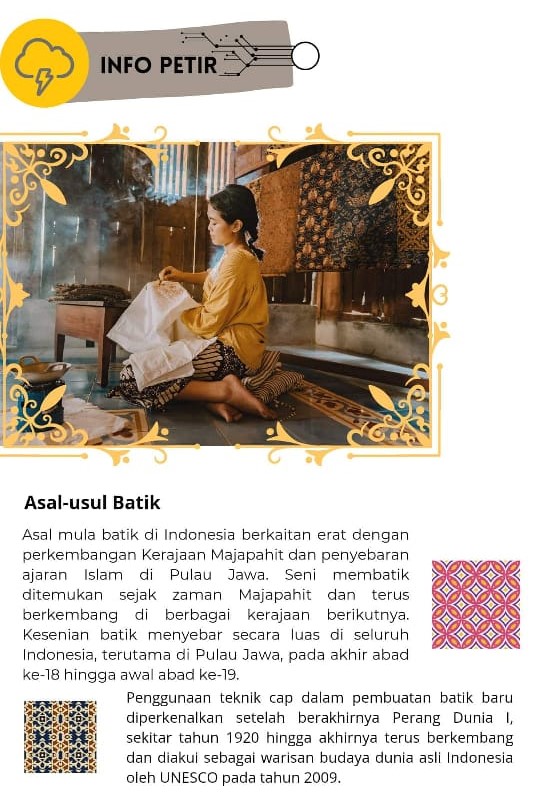 INFO PETIR
Asal-usul Batik
Asal mula batik di Indonesia berkaitan erat dengan
perkembangan Kerajaan Majapahit dan penyebaran
ajaran Islam di Pulau Jawa. Seni membatik
ditemukan sejak zaman Majapahit dan terus
berkembang di berbagai kerajaan berikutnya.
Kesenian batik menyebar secara luas di seluruh
Indonesia, terutama di Pulau Jawa, pada akhir abad
ke-18 hingga awal abad ke-19.
Penggunaan teknik cap dalam pembuatan batik baru
diperkenalkan setelah berakhirnya Perang Dunia I,
sekitar tahun 1920 hingga akhirnya terus berkembang
dan diakui sebagai warisan budaya dunia asli Indonesia
oleh UNESCO pada tahun 2009.